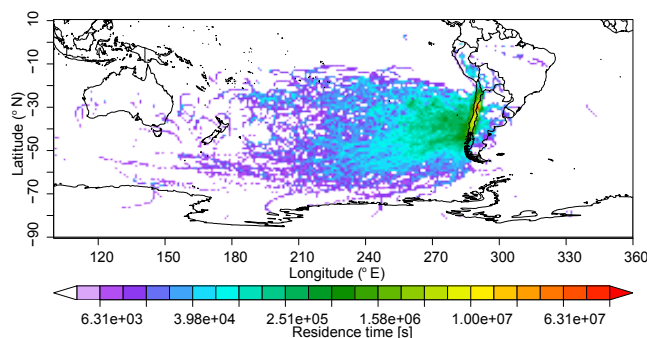 10
−10
−30
−50
−70
−90
Latitude (° N)
120 150 180 210 240 270 300 330 360
Longitude (° E)
6.31e+03 3.98e+04 2.51e+05 1.58e+06 1.00e+07 6.31e+07
Residence time [s]